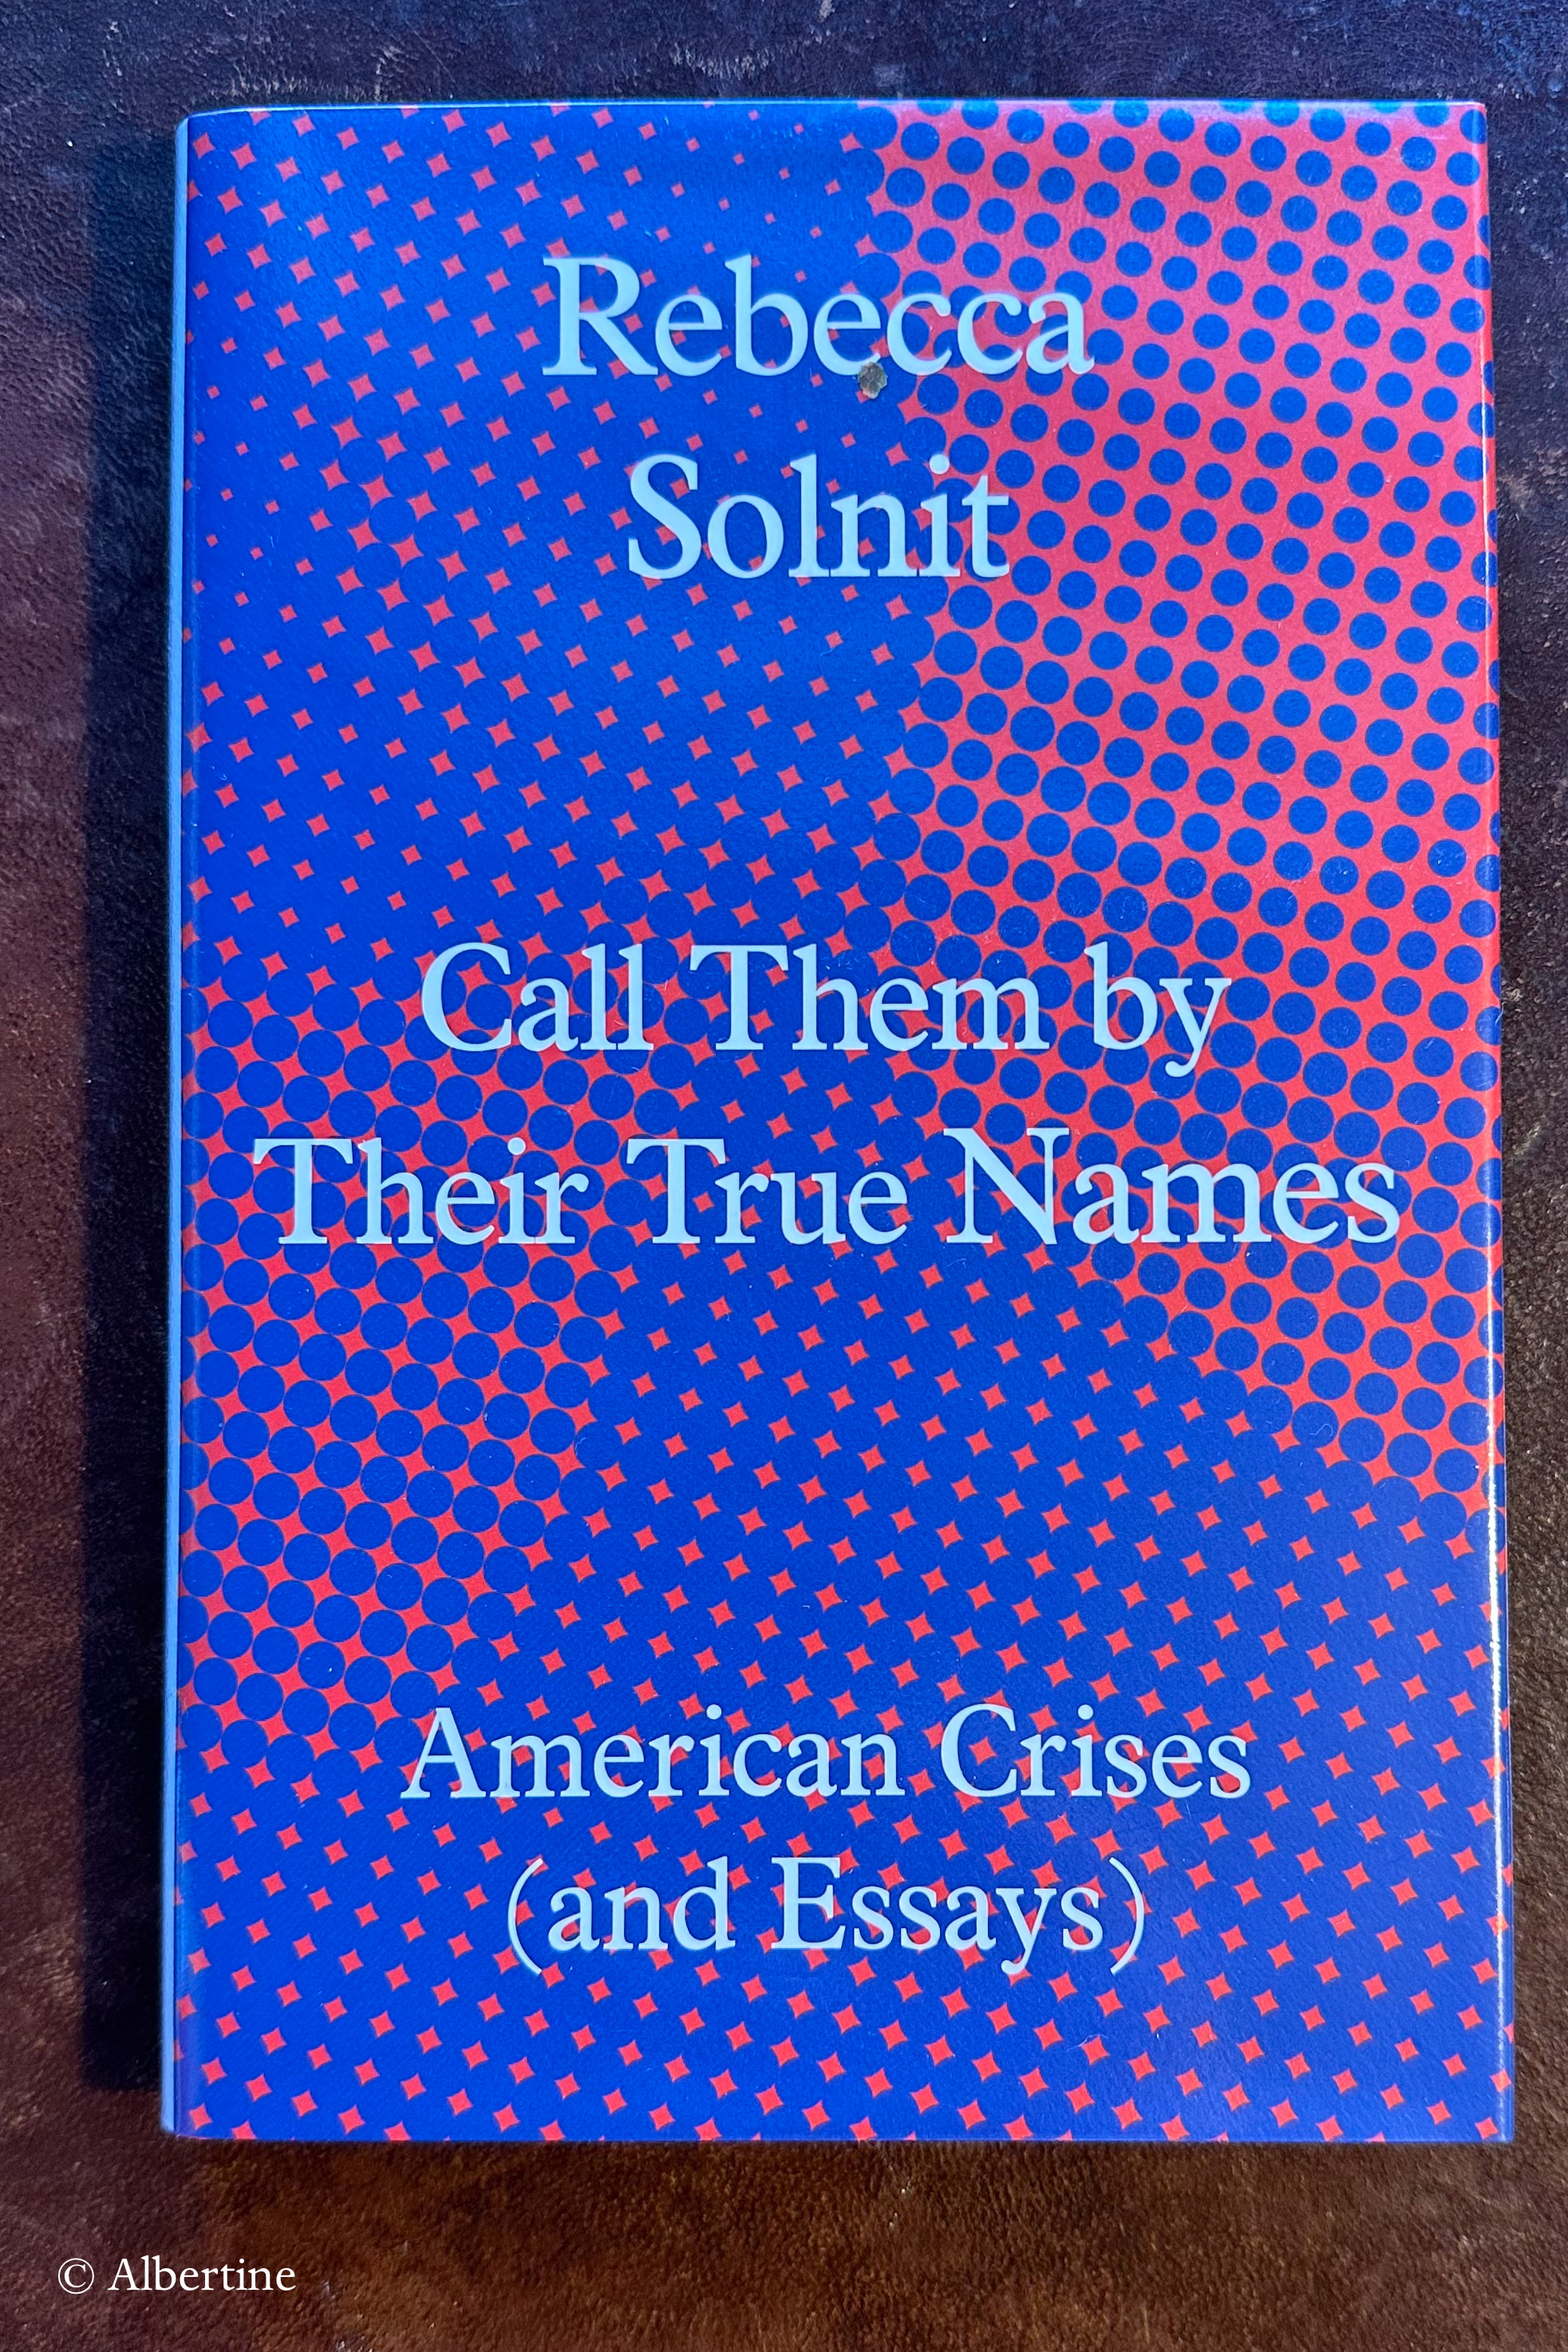 Rebecca
Solnit
Call Them by
Their True Names
American Crises
(and Essays)
© Albertine